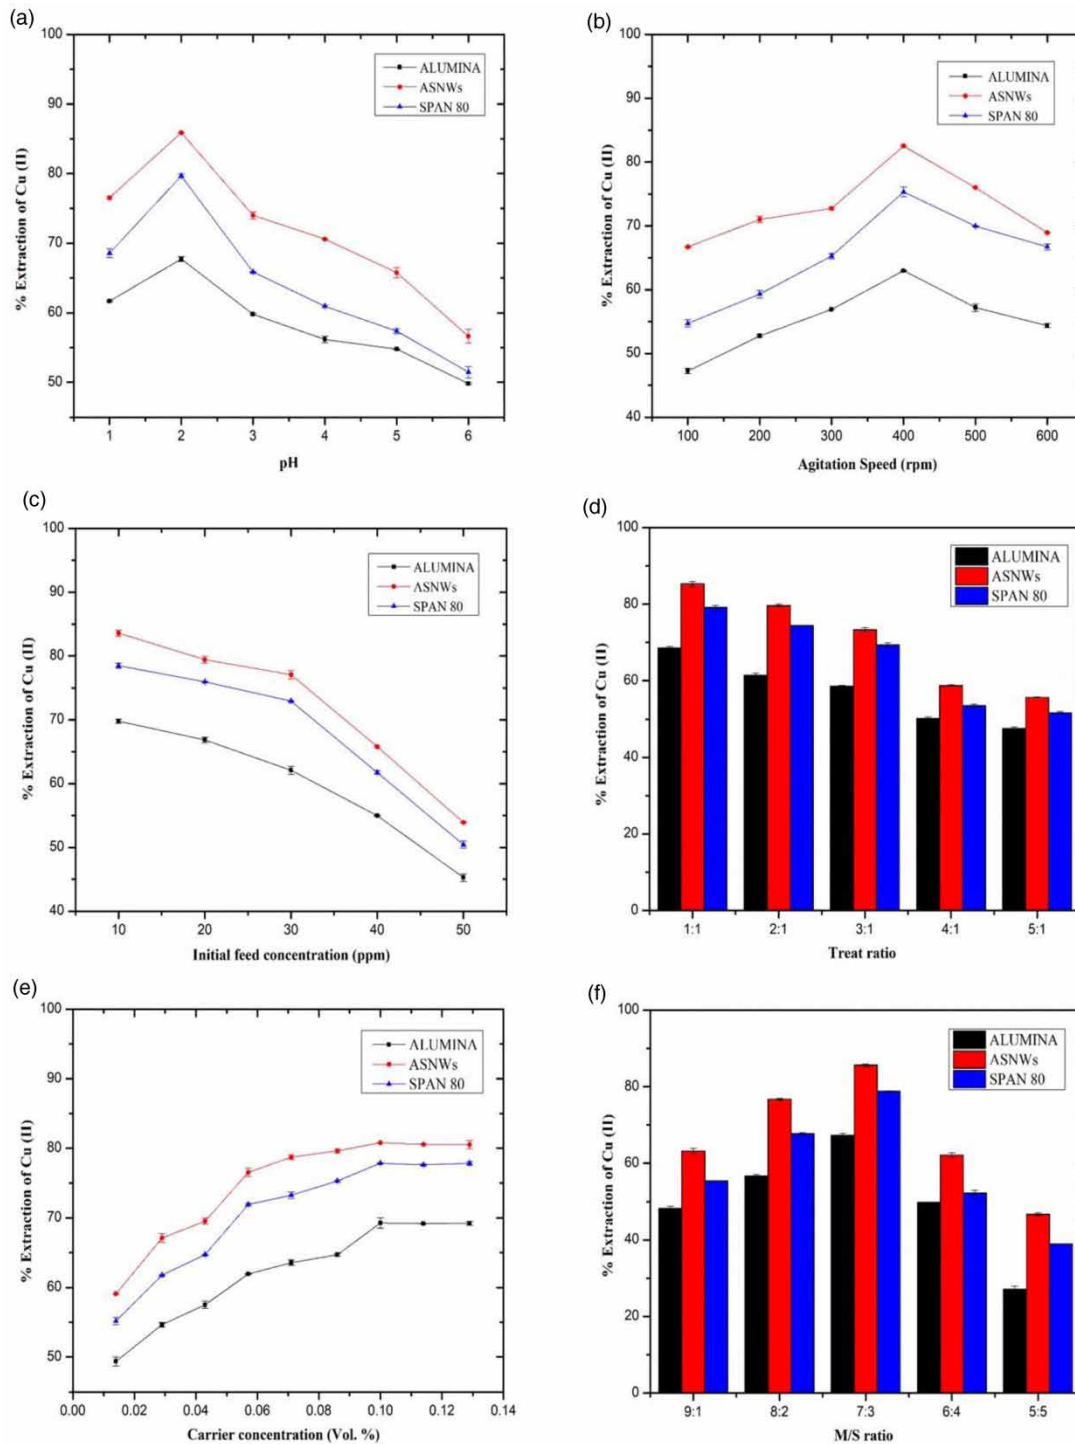 (a)
100
90
80
70
60
50
% Extraction of Cu (II)
ALUMINA
ASNWs
SPAN 80
1 2 3 4 5 6
pH
(b)
100
90
80
70
60
50
40
% Extraction of Cu (II)
ALUMINA
ASNWs
SPAN 80
100 200 300 400 500 600
Agitation Speed (rpm)
(c)
100
90
80
70
60
50
40
% Extraction of Cu (II)
ALUMINA
ASNWs
SPAN 80
10 20 30 40 50
Initial feed concentration (ppm)
(d)
100
80
60
40
20
0
% Extraction of Cu (II)
ALUMINA
ASNWs
SPAN 80
1:1 2:1 3:1 4:1 5:1
Treat ratio
(e)
100
90
80
70
60
50
% Extraction of Cu (II)
ALUMINA
ASNWs
SPAN 80
0.00 0.02 0.04 0.06 0.08 0.10 0.12 0.14
Carrier concentration (Vol. %)
(f)
100
80
60
40
20
0
% Extraction of Cu (II)
ALUMINA
ASNWs
SPAN 80
9:1 8:2 7:3 6:4 5:5
M/S ratio